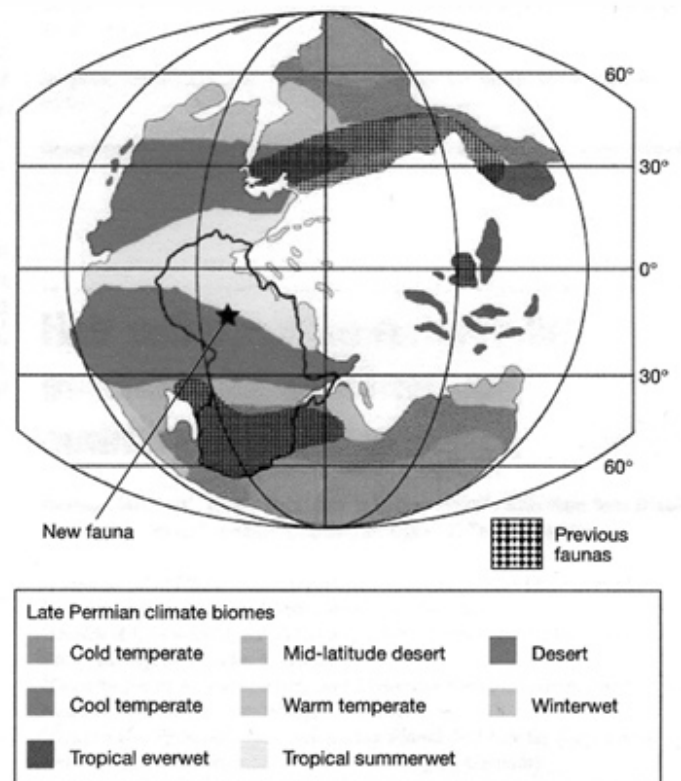 60°
30°
0°
30°
60°
New fauna
Previous
faunas
Late Permian climate biomes
Cold temperate
Mid-latitude desert
Desert
Cool temperate
Warm temperate
Winterwet
Tropical everwet
Tropical summerwet